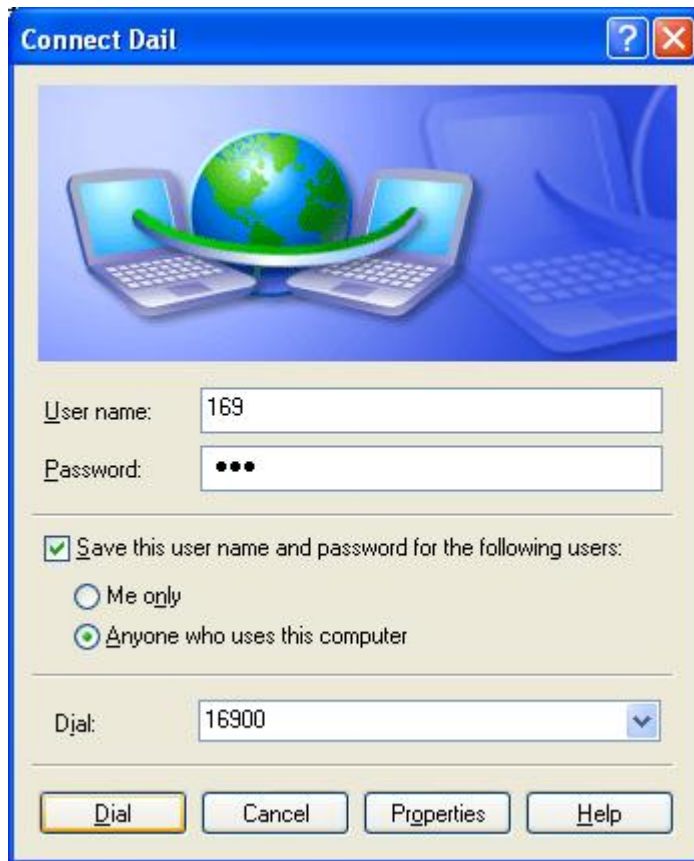 Connect Dail
User name: 169
Password: •••
Save this user name and password for the following users:
Me only
Anyone who uses this computer
Dial: 16900
Dial Cancel Properties Help